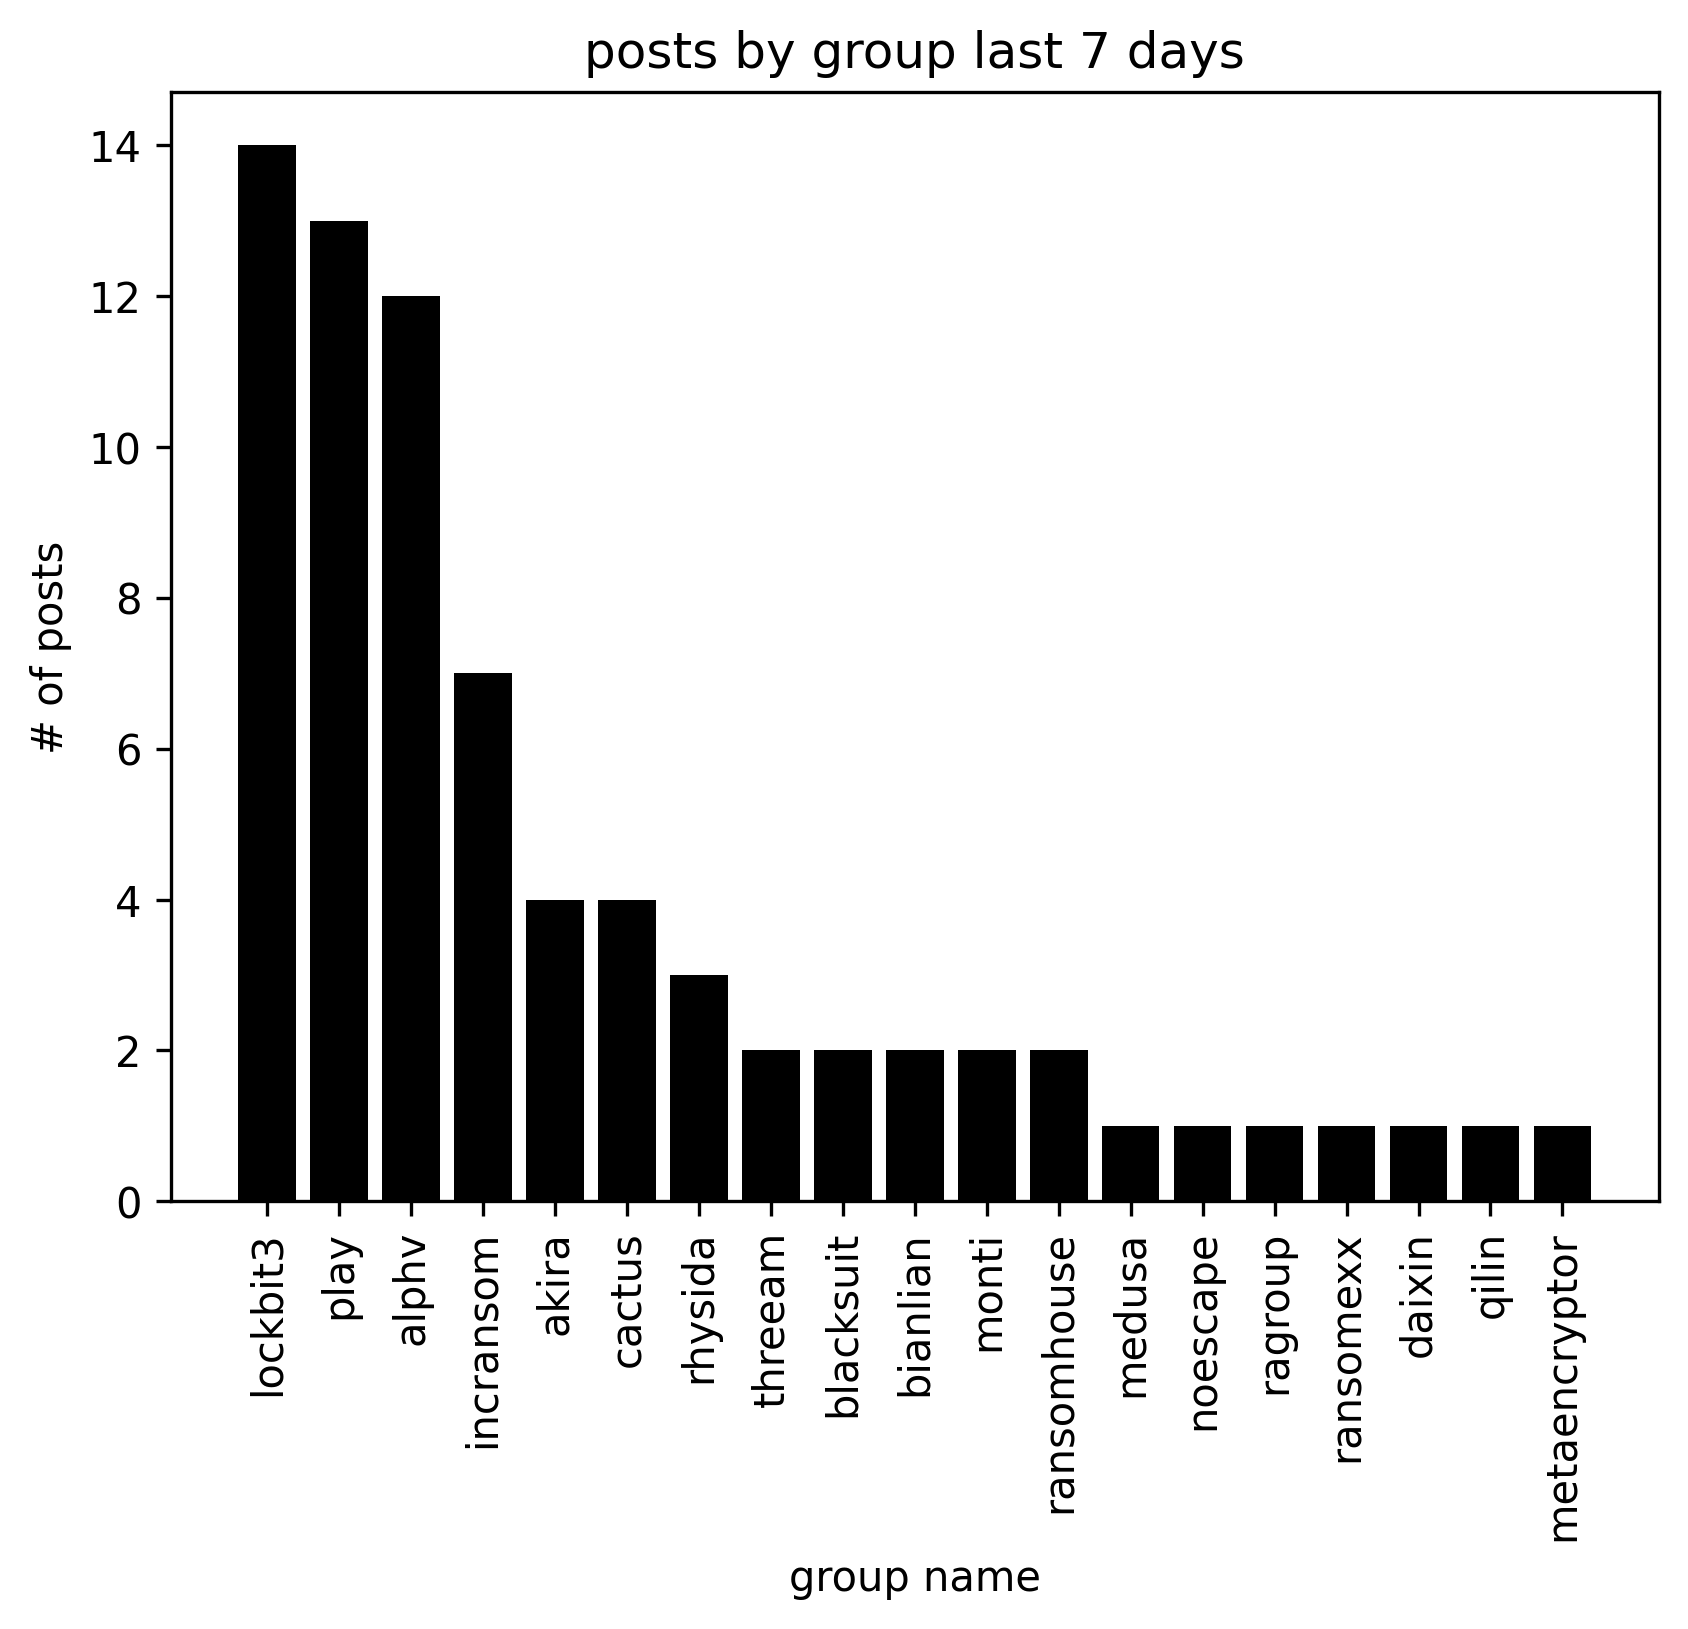 posts by group last 7 days
14
12
10
8
6
4
2
0
# of posts
lockbit3
play
alphv
incransom
akira
cactus
rhysida
threeam
blacksuit
bianlian
monti
ransomhouse
medusa
noescape
ragroup
ransomexx
daixin
qilin
metaencryptor
group name